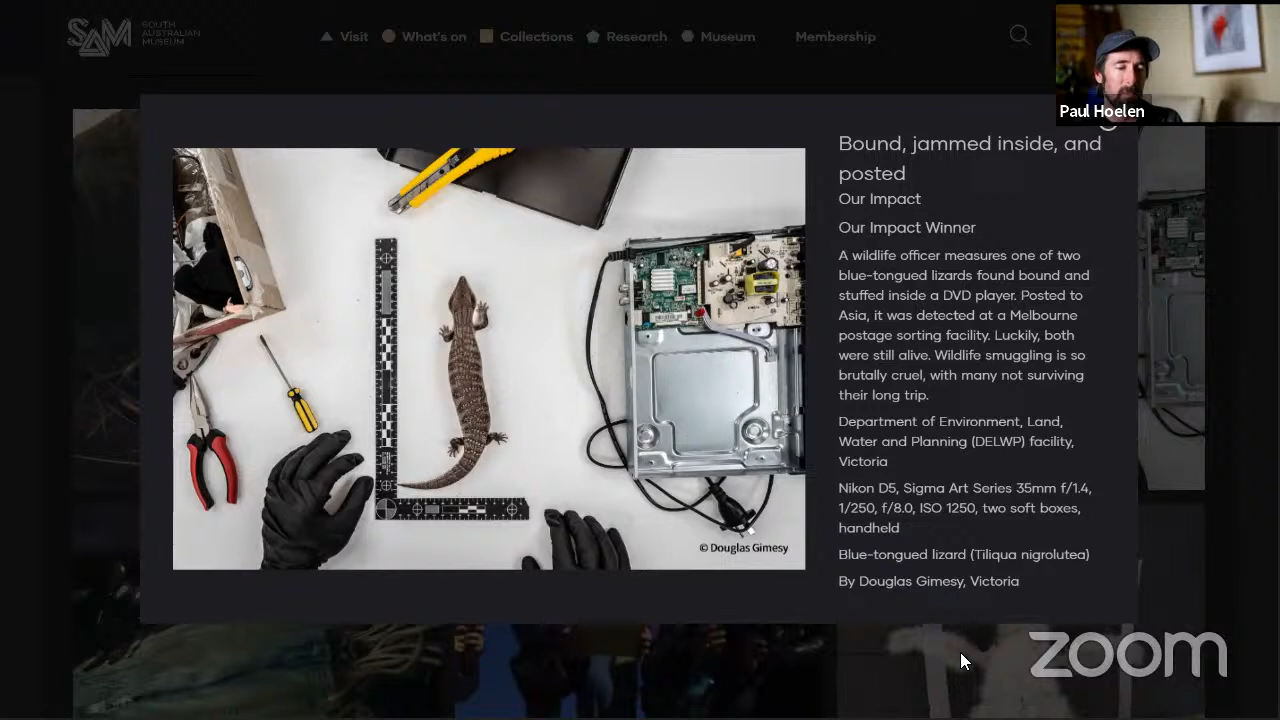 SAM
SOUTH
AUSTRALIAN
MUSEUM
Visit
What's on
Collections
Research
Museum
Membership
Paul Hoelen
Bound, jammed inside, and
posted
Our Impact
Our Impact Winner
A wildlife officer measures one of two
blue-tongued lizards found bound and
stuffed inside a DVD player. Posted to
Asia, it was detected at a Melbourne
postage sorting facility. Luckily, both
were still alive. Wildlife smuggling is so
brutally cruel, with many not surviving
their long trip.
Department of Environment, Land,
Water and Planning (DELWP) facility,
Victoria
Nikon D5, Sigma Art Series 35mm f/1.4,
1/250, f/8.0, ISO 1250, two soft boxes,
handheld
Blue-tongued lizard (Tiliqua nigrolutea)
By Douglas Gimesy, Victoria
© Douglas Gimesy
zoom